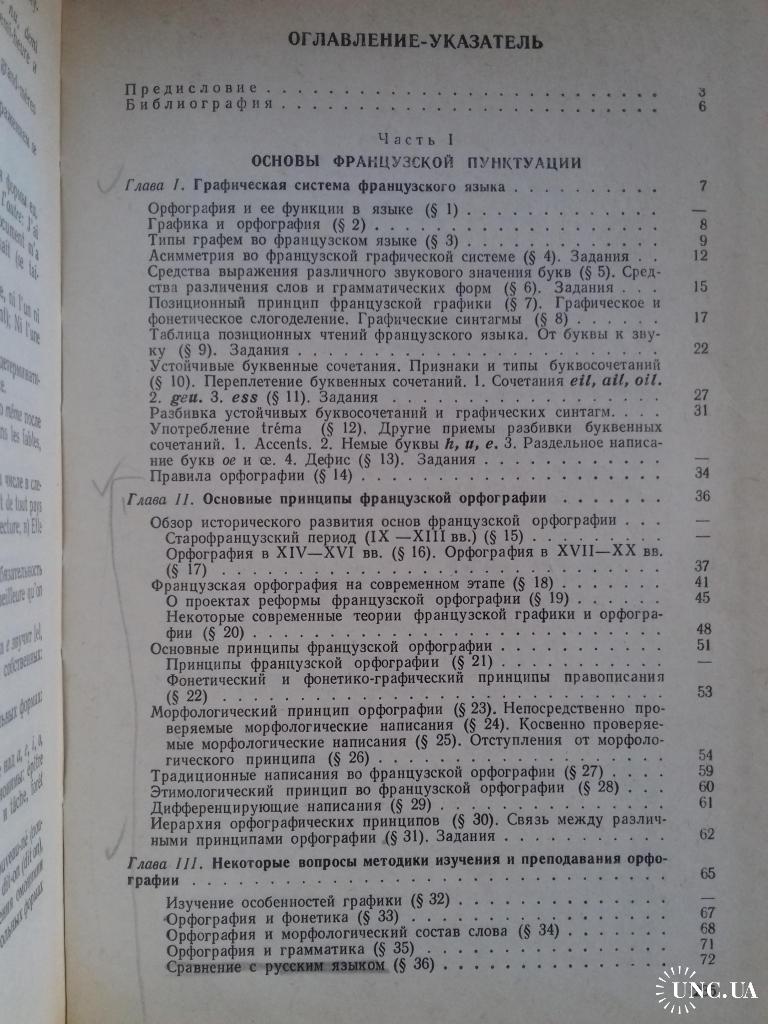 ОГЛАВЛЕНИЕ-УКАЗАТЕЛЬ
Предисловие . . . . . . . . . . . . . . . . . . . . . . . . . . 3
Библиография . . . . . . . . . . . . . . . . . . . . . . . . . 6
Часть I
ОСНОВЫ ФРАНЦУЗСКОЙ ПУНКТУАЦИИ
Глава I. Графическая система французского языка . . . . . . . . . . 7
Орфография и ее функции в языке (§ 1) . . . . . . . . . . . . . —
Графика и орфография (§ 2) . . . . . . . . . . . . . . . . . . 8
Типы графем во французском языке (§ 3) . . . . . . . . . . . . . 9
Асимметрия во французской графической системе (§ 4). Задания . . 12
Средства выражения различного звукового значения букв (§ 5). Сред-
ства различения слов и грамматических форм (§ 6). Задания . . . 15
Позиционный принцип французской графики (§ 7). Графическое и
фонетическое слогоделение. Графические синтагмы (§ 8) . . . . . . 17
Таблица позиционных чтений французского языка. От буквы к зву-
ку (§ 9). Задания . . . . . . . . . . . . . . . . . . . . . . 22
Устойчивые буквенные сочетания. Признаки и типы буквосочетаний
(§ 10). Переплетение буквенных сочетаний. 1. Сочетания eil, ail, oil.
2. geu. 3. ess (§ 11). Задания . . . . . . . . . . . . . . . . . 27
Разбивка устойчивых буквосочетаний и графических синтагм. . . . 31
Употребление tréma (§ 12). Другие приемы разбивки буквенных
сочетаний. 1. Accents. 2. Немые буквы h, u, e. 3. Раздельное написа-
ние букв oe и œ. 4. Дефис (§ 13). Задания . . . . . . . . . . . —
Правила орфографии (§ 14) . . . . . . . . . . . . . . . . . . . 34
Глава II. Основные принципы французской орфографии . . . . . . . 36
Обзор исторического развития основ французской орфографии . . . —
Старофранцузский период (IX—XIII вв.) (§ 15) . . . . . . . . . —
Орфография в XIV—XVI вв. (§ 16). Орфография в XVII—XX вв.
(§ 17) . . . . . . . . . . . . . . . . . . . . . . . . . . . . 37
Французская орфография на современном этапе (§ 18) . . . . . . . 41
О проектах реформы французской орфографии (§ 19) . . . . . . 45
Некоторые современные теории французской графики и орфогра-
фии (§ 20) . . . . . . . . . . . . . . . . . . . . . . . . . . 48
Основные принципы французской орфографии . . . . . . . . . . . 51
Принципы французской орфографии (§ 21) . . . . . . . . . . . —
Фонетический и фонетико-графический принципы правописания
(§ 22) . . . . . . . . . . . . . . . . . . . . . . . . . . . . 53
Морфологический принцип орфографии (§ 23). Непосредственно про-
веряемые морфологические написания (§ 24). Косвенно проверяе-
мые морфологические написания (§ 25). Отступления от морфоло-
гического принципа (§ 26) . . . . . . . . . . . . . . . . . . . 54
Традиционные написания во французской орфографии (§ 27) . . . . 59
Этимологический принцип во французской орфографии (§ 28) . . . 60
Дифференцирующие написания (§ 29) . . . . . . . . . . . . . . . 61
Иерархия орфографических принципов (§ 30). Связь между различ-
ными принципами орфографии (§ 31). Задания . . . . . . . . . . 62
Глава III. Некоторые вопросы методики изучения и преподавания орфо-
графии . . . . . . . . . . . . . . . . . . . . . . . . . . . . 65
Изучение особенностей графики (§ 32) . . . . . . . . . . . . . . —
Орфография и фонетика (§ 33) . . . . . . . . . . . . . . . . . 67
Орфография и морфологический состав слова (§ 34) . . . . . . . . 68
Орфография и грамматика (§ 35) . . . . . . . . . . . . . . . . 71
Сравнение с русским языком (§ 36) . . . . . . . . . . . . . . . 72
UNC.UA